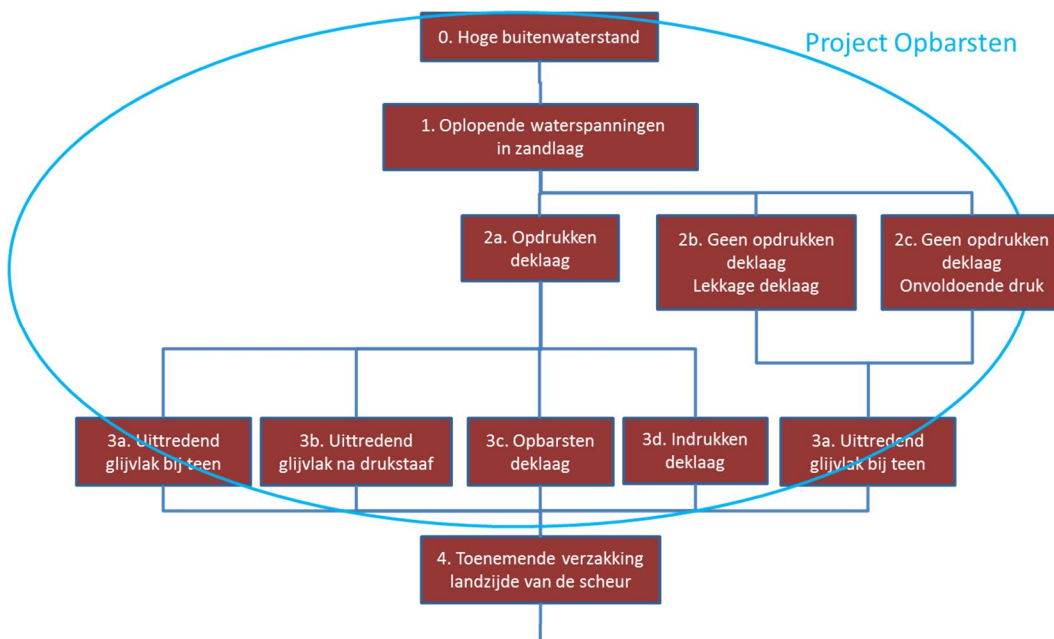 0. Hoge buitenwaterstand
Project Opbarsten
1. Oplopende waterspanningen
in zandlaag
2a. Opdrukken
deklaag
2b. Geen opdrukken
deklaag
Lekkage deklaag
2c. Geen opdrukken
deklaag
Onvoldoende druk
3a. Uittredend
glijvlak bij teen
3b. Uittredend
glijvlak na drukstaaf
3c. Opbarsten
deklaag
3d. Indrukken
deklaag
3a. Uittredend
glijvlak bij teen
4. Toenemende verzakking
landzijde van de scheur